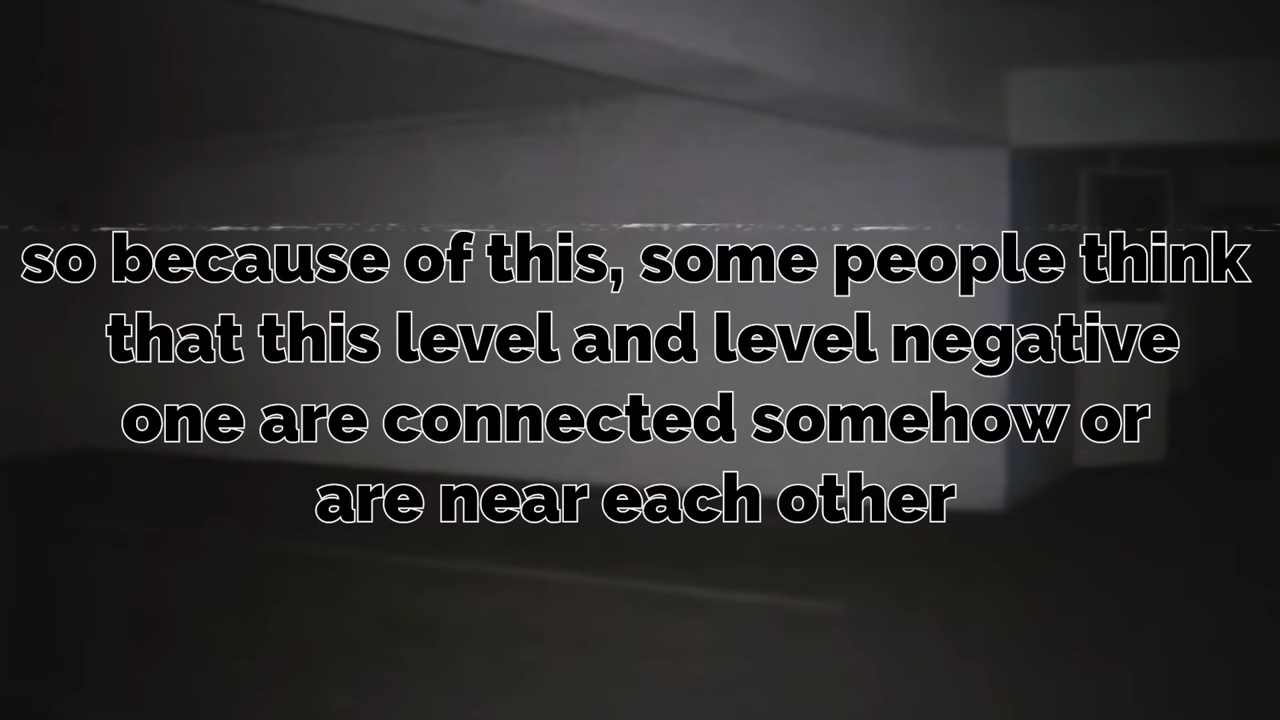 so because of this, some people think
that this level and level negative
one are connected somehow or
are near each other